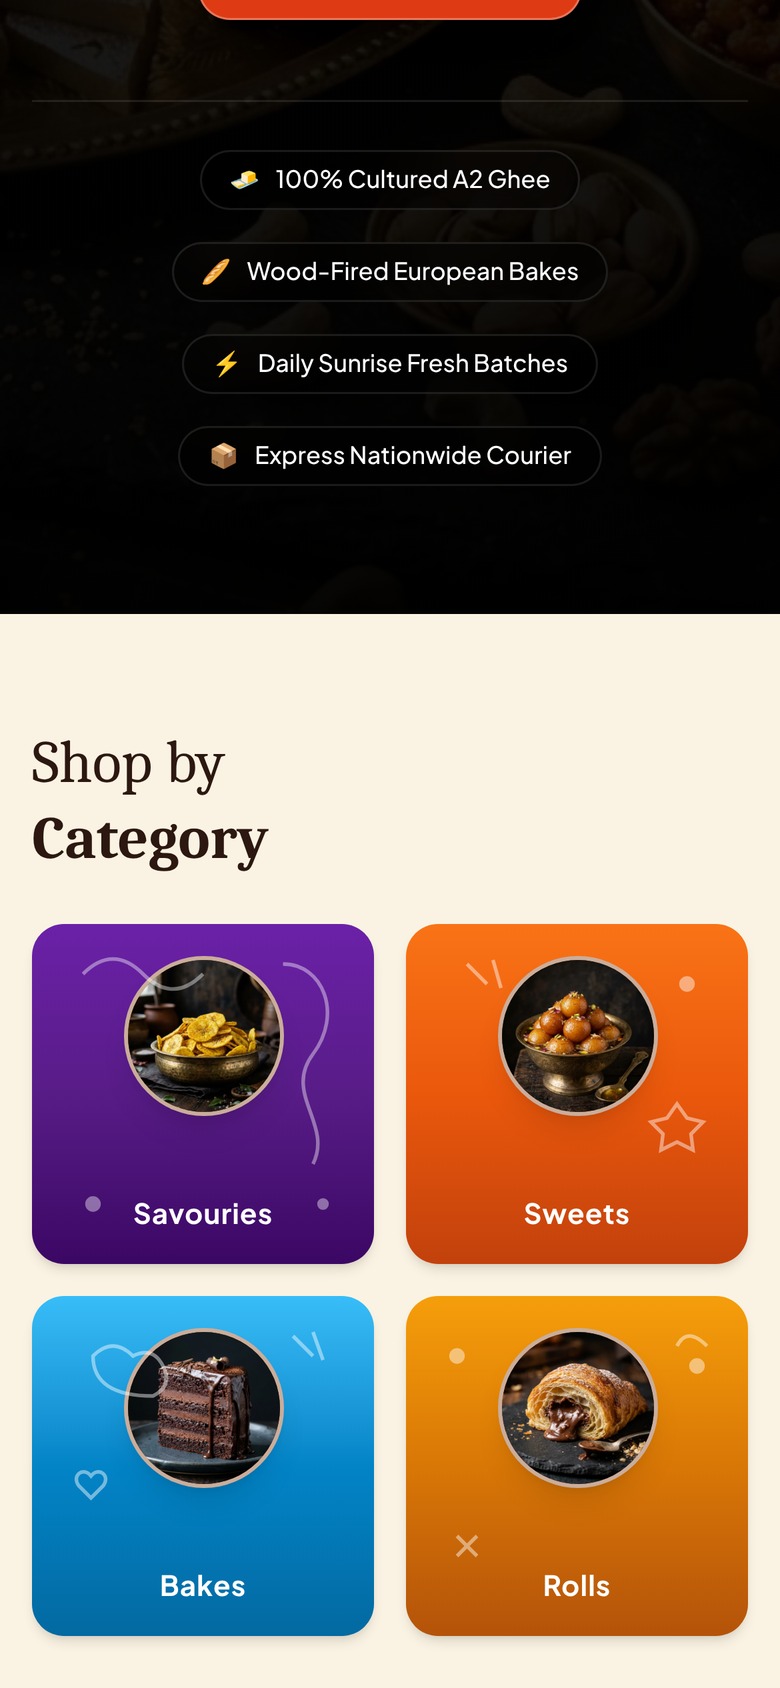 100% Cultured A2 Ghee
Wood-Fired European Bakes
Daily Sunrise Fresh Batches
Express Nationwide Courier
Shop by
Category
Savouries
Sweets
Bakes
Rolls